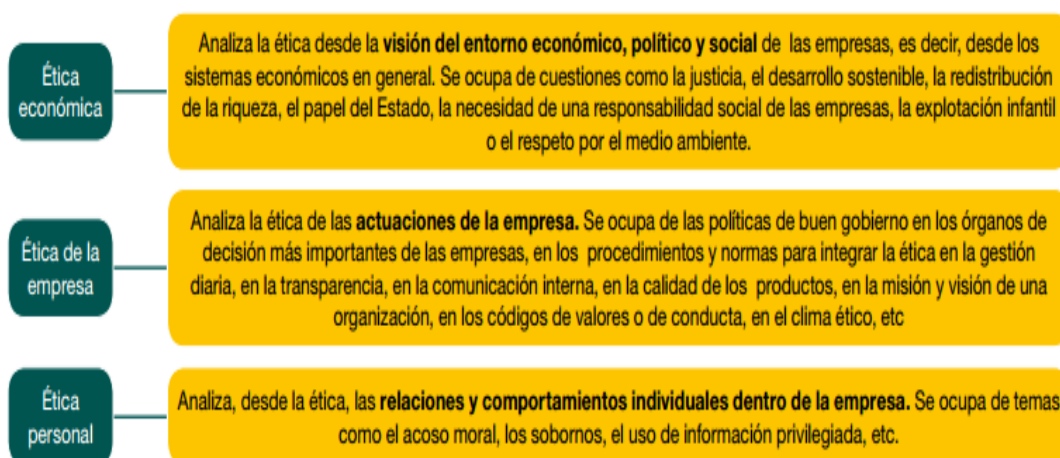 Ética
económica
Analiza la ética desde la visión del entorno económico, político y social de las empresas, es decir, desde los
sistemas económicos en general. Se ocupa de cuestiones como la justicia, el desarrollo sostenible, la redistribución
de la riqueza, el papel del Estado, la necesidad de una responsabilidad social de las empresas, la explotación infantil
o el respeto por el medio ambiente.
Ética de la
empresa
Analiza la ética de las actuaciones de la empresa. Se ocupa de las políticas de buen gobierno en los órganos de
decisión más importantes de las empresas, en los procedimientos y normas para integrar la ética en la gestión
diaria, en la transparencia, en la comunicación interna, en la calidad de los productos, en la misión y visión de una
organización, en los códigos de valores o de conducta, en el clima ético, etc
Ética
personal
Analiza, desde la ética, las relaciones y comportamientos individuales dentro de la empresa. Se ocupa de temas
como el acoso moral, los sobornos, el uso de información privilegiada, etc.